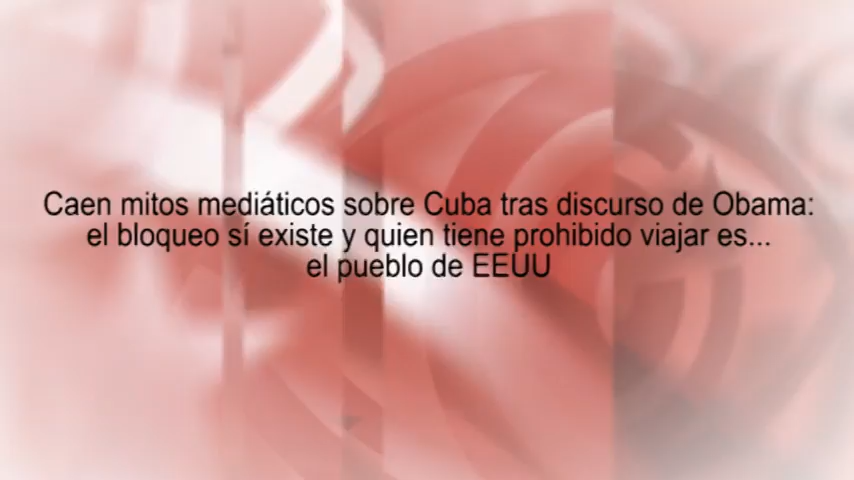 Caen mitos mediáticos sobre Cuba tras discurso de Obama:
el bloqueo sí existe y quien tiene prohibido viajar es...
el pueblo de EEUU